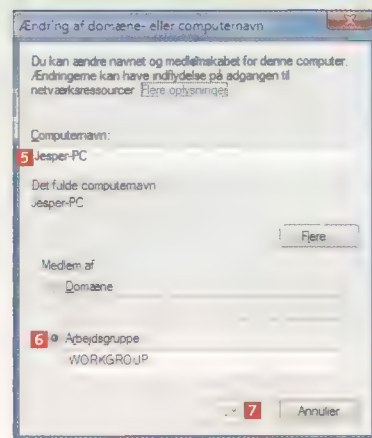 Ændring af domæne- eller computernavn
Du kan ændre navnet og medlemskabet for denne computer.
Ændringerne kan have indflydelse på adgangen til
netværksressourcer Flere oplysninger
Computernavn:
5 Jesper-PC
Det fulde computernavn
Jesper-PC
Flere
Medlem af
Domæne
6 Arbejdsgruppe
WORKGROUP
7 Annuller